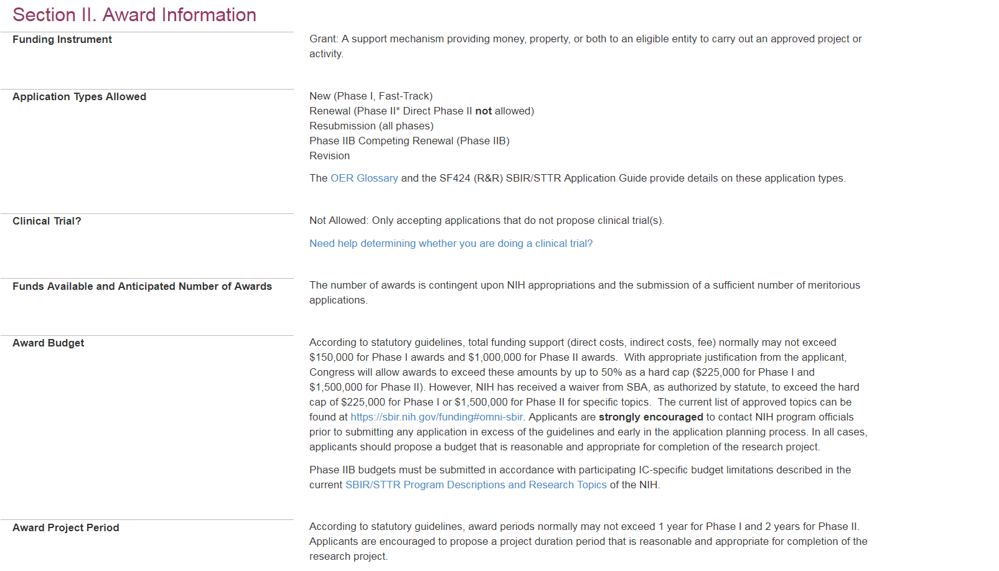 Section II. Award Information
Funding Instrument
Grant: A support mechanism providing money, property, or both to an eligible entity to carry out an approved project or
activity.
Application Types Allowed
New (Phase I, Fast-Track)
Renewal (Phase II* Direct Phase II not allowed)
Resubmission (all phases)
Phase IIB Competing Renewal (Phase IIB)
Revision
The OER Glossary and the SF424 (R&R) SBIR/STTR Application Guide provide details on these application types.
Clinical Trial?
Not Allowed: Only accepting applications that do not propose clinical trial(s).
Need help determining whether you are doing a clinical trial?
Funds Available and Anticipated Number of Awards
The number of awards is contingent upon NIH appropriations and the submission of a sufficient number of meritorious
applications.
Award Budget
According to statutory guidelines, total funding support (direct costs, indirect costs, fee) normally may not exceed
$150,000 for Phase I awards and $1,000,000 for Phase II awards.  With appropriate justification from the applicant,
Congress will allow awards to exceed these amounts by up to 50% as a hard cap ($225,000 for Phase I and
$1,500,000 for Phase II). However, NIH has received a waiver from SBA, as authorized by statute, to exceed the hard
cap of $225,000 for Phase I or $1,500,000 for Phase II for specific topics.  The current list of approved topics can be
found at https://sbir.nih.gov/funding#omni-sbir. Applicants are strongly encouraged to contact NIH program officials
prior to submitting any application in excess of the guidelines and early in the application planning process. In all cases,
applicants should propose a budget that is reasonable and appropriate for completion of the research project.
Phase IIB budgets must be submitted in accordance with participating IC-specific budget limitations described in the
current SBIR/STTR Program Descriptions and Research Topics of the NIH.
Award Project Period
According to statutory guidelines, award periods normally may not exceed 1 year for Phase I and 2 years for Phase II.
Applicants are encouraged to propose a project duration period that is reasonable and appropriate for completion of the
research project.